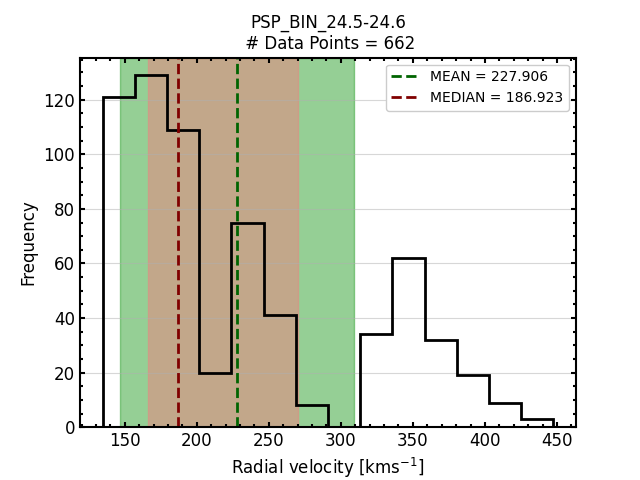 PSP_BIN_24.5-24.6
# Data Points = 662
MEAN = 227.906
MEDIAN = 186.923
Frequency
120
100
80
60
40
20
0
150 200 250 300 350 400 450
Radial velocity [kms⁻¹]